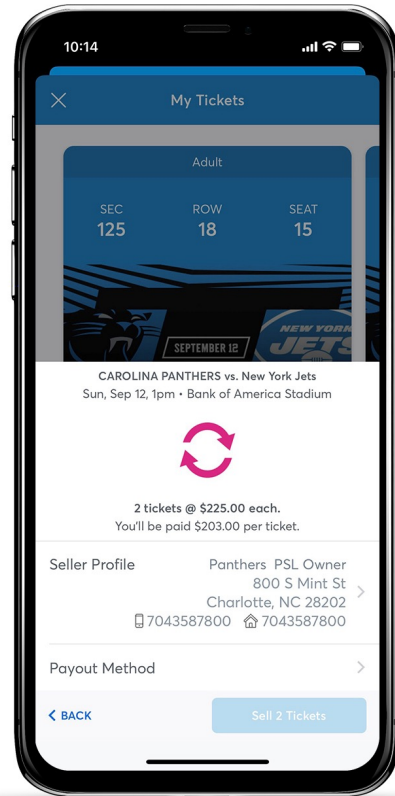 10:14
My Tickets
Adult
SEC ROW SEAT
125 18 15
SEPTEMBER 12
NEW YORK
JETS
CAROLINA PANTHERS vs. New York Jets
Sun, Sep 12, 1pm • Bank of America Stadium
2 tickets @ $225.00 each.
You'll be paid $203.00 per ticket.
Seller Profile
Panthers PSL Owner
800 S Mint St
Charlotte, NC 28202
7043587800 7043587800
Payout Method
BACK
Sell 2 Tickets